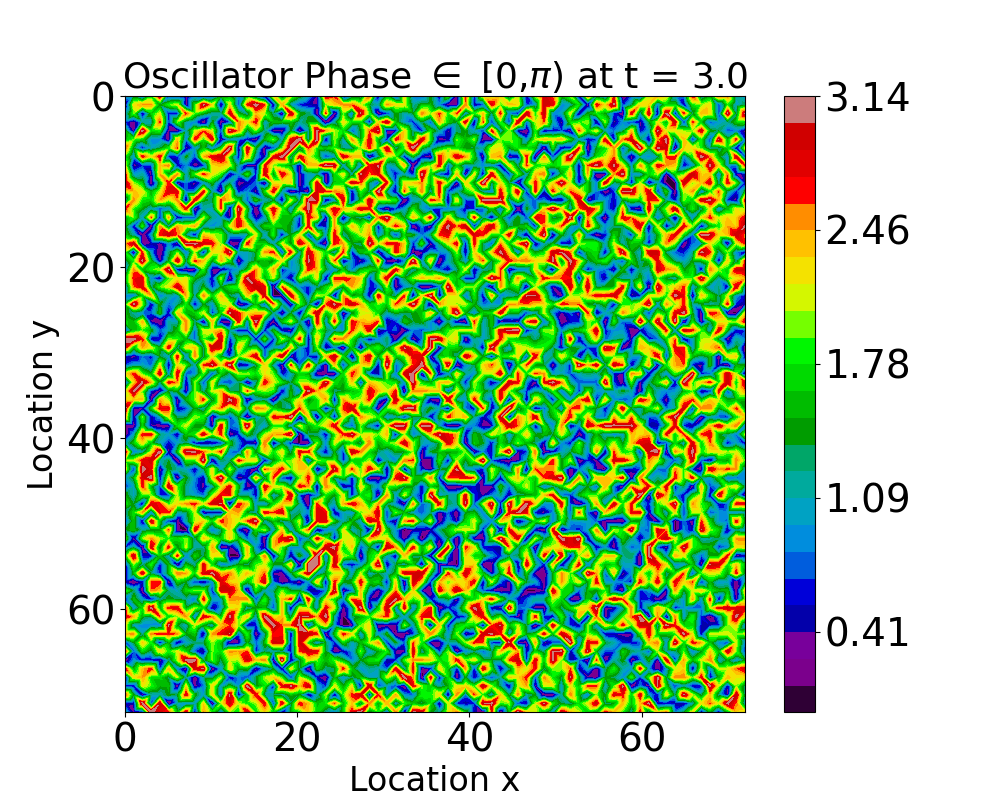 Oscillator Phase ∈ [0,π) at t = 3.0
0
20
40
60
Location y
0 20 40 60
Location x
3.14
2.46
1.78
1.09
0.41